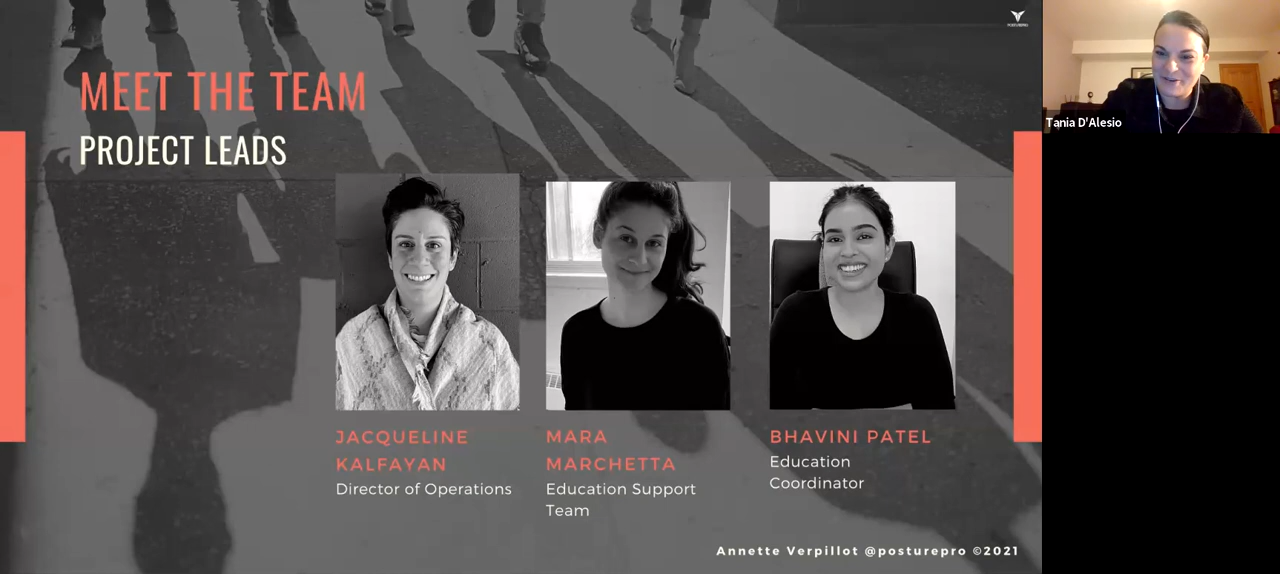 POSTUREPRO
MEET THE TEAM
PROJECT LEADS
Tania D'Alesio
JACQUELINE
KALFAYAN
Director of Operations
MARA
MARCHETTA
Education Support
Team
BHAVINI PATEL
Education
Coordinator
Annette Verpillot @posturepro ©2021